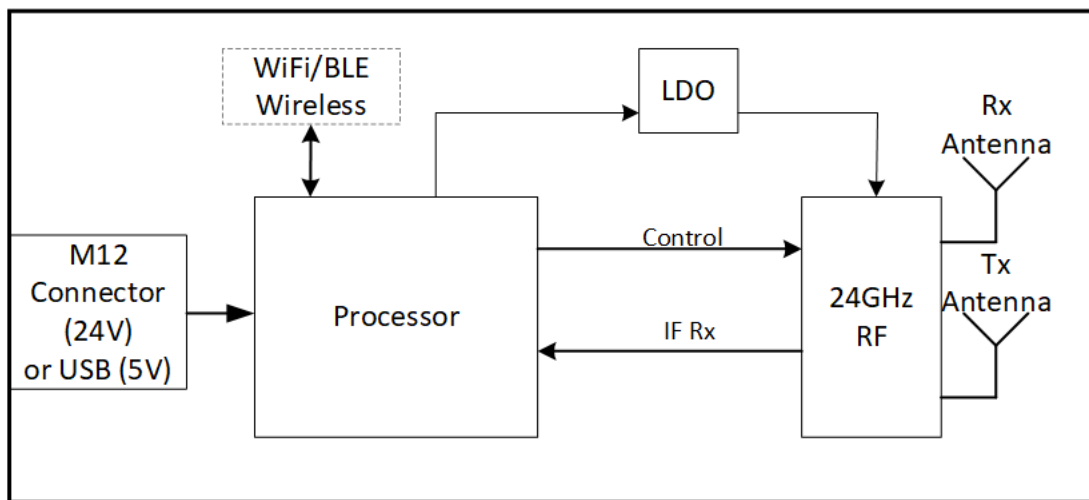 WiFi/BLE
Wireless
LDO
Rx
Antenna
M12
Connector
(24V)
or USB (5V)
Processor
Control
IF Rx
24GHz
RF
Tx
Antenna